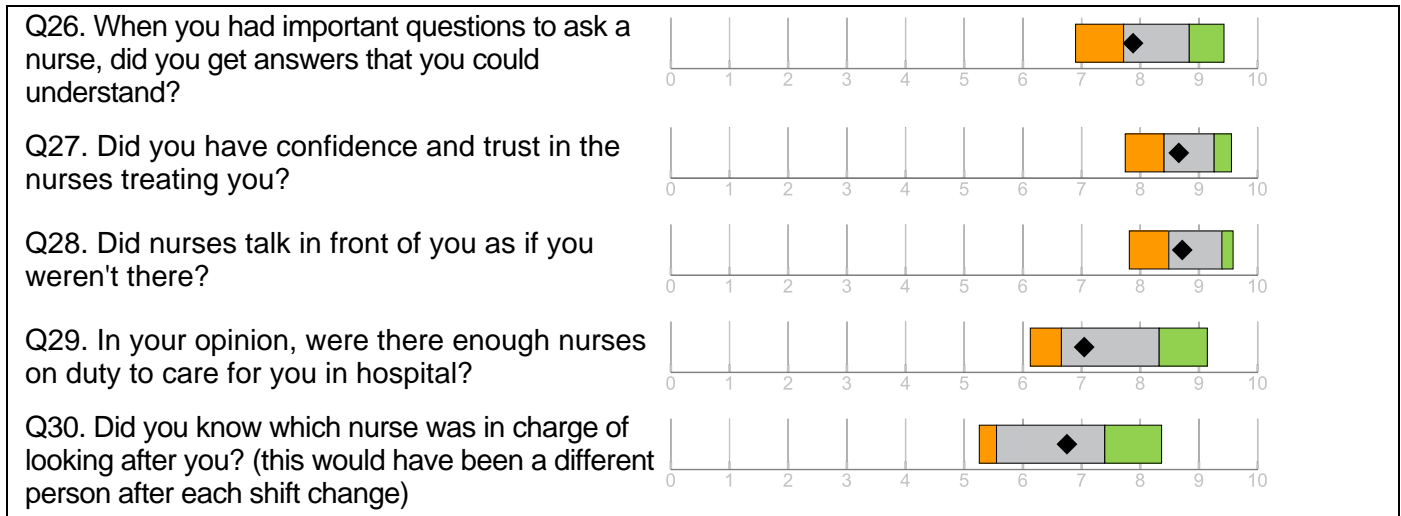 Q26. When you had important questions to ask a
nurse, did you get answers that you could
understand?
0 1 2 3 4 5 6 7 8 9 10
Q27. Did you have confidence and trust in the
nurses treating you?
0 1 2 3 4 5 6 7 8 9 10
Q28. Did nurses talk in front of you as if you
weren't there?
0 1 2 3 4 5 6 7 8 9 10
Q29. In your opinion, were there enough nurses
on duty to care for you in hospital?
0 1 2 3 4 5 6 7 8 9 10
Q30. Did you know which nurse was in charge of
looking after you? (this would have been a different
person after each shift change)
0 1 2 3 4 5 6 7 8 9 10